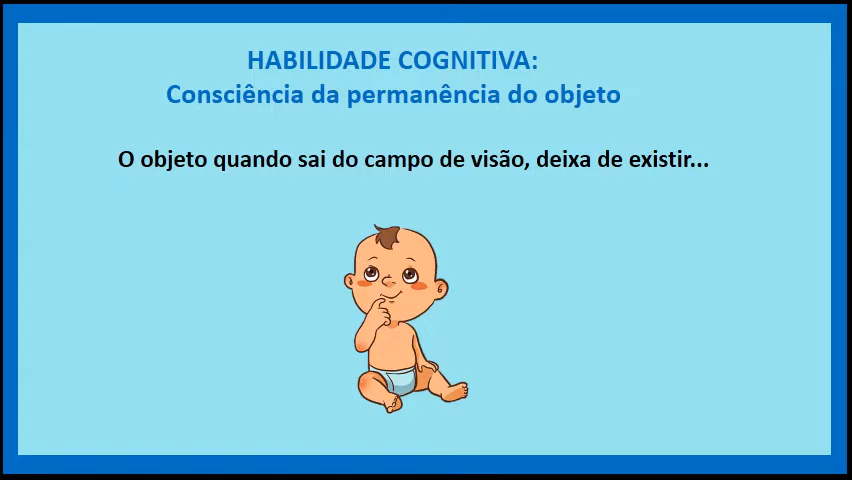 HABILIDADE COGNITIVA:
Consciência da permanência do objeto
O objeto quando sai do campo de visão, deixa de existir...